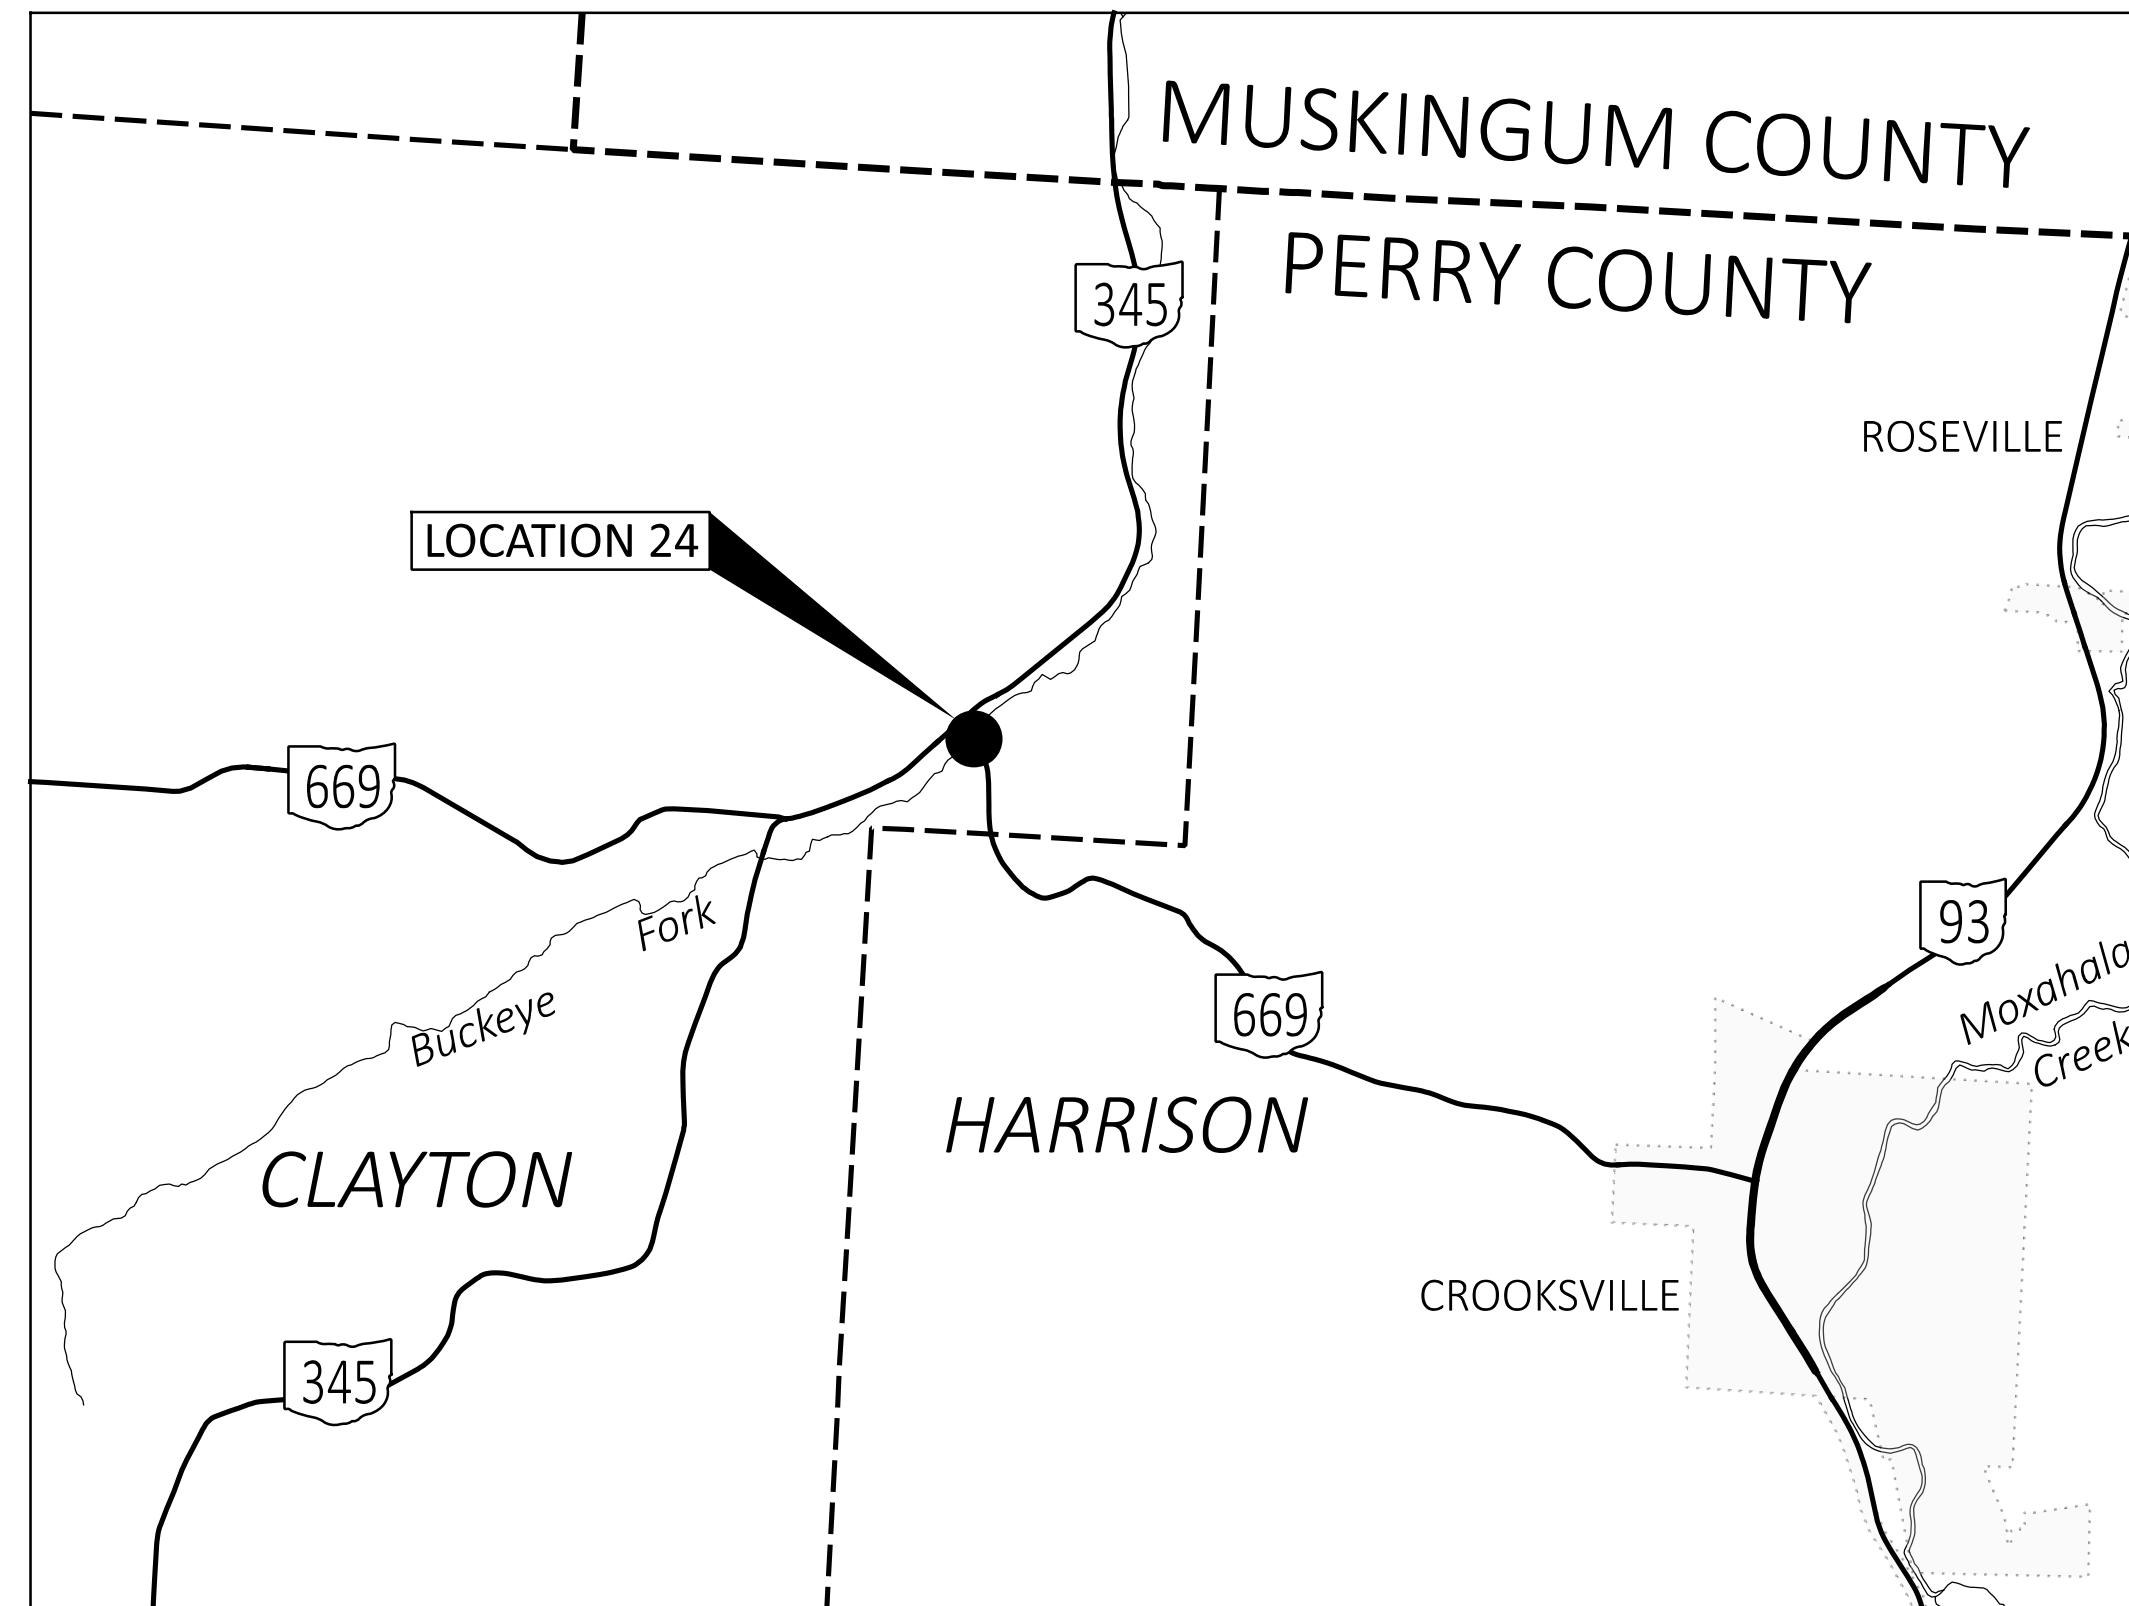 MUSKINGUM COUNTY
PERRY COUNTY
345
ROSEVILLE
LOCATION 24
669
93
Fork
Buckeye
Moxahala
Creek
669
HARRISON
CLAYTON
CROOKSVILLE
345